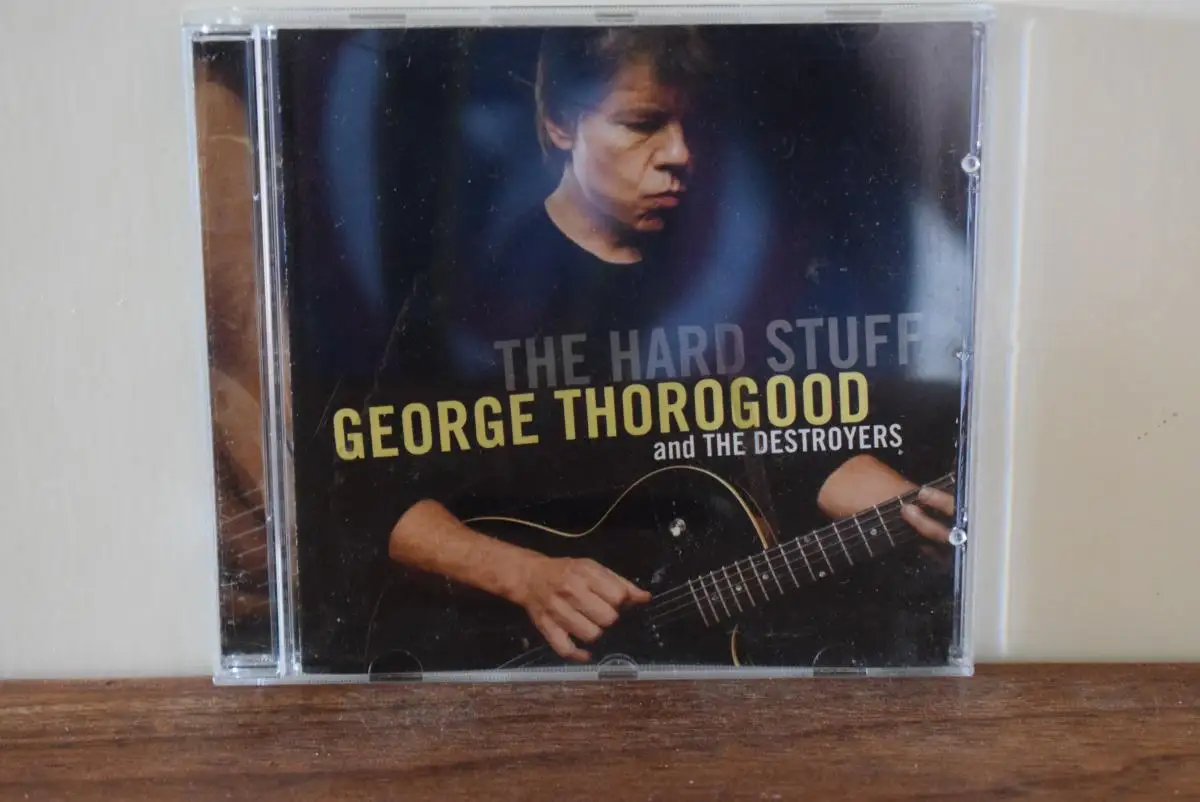 THE HARD STUFF
GEORGE THOROGOOD
and THE DESTROYERS